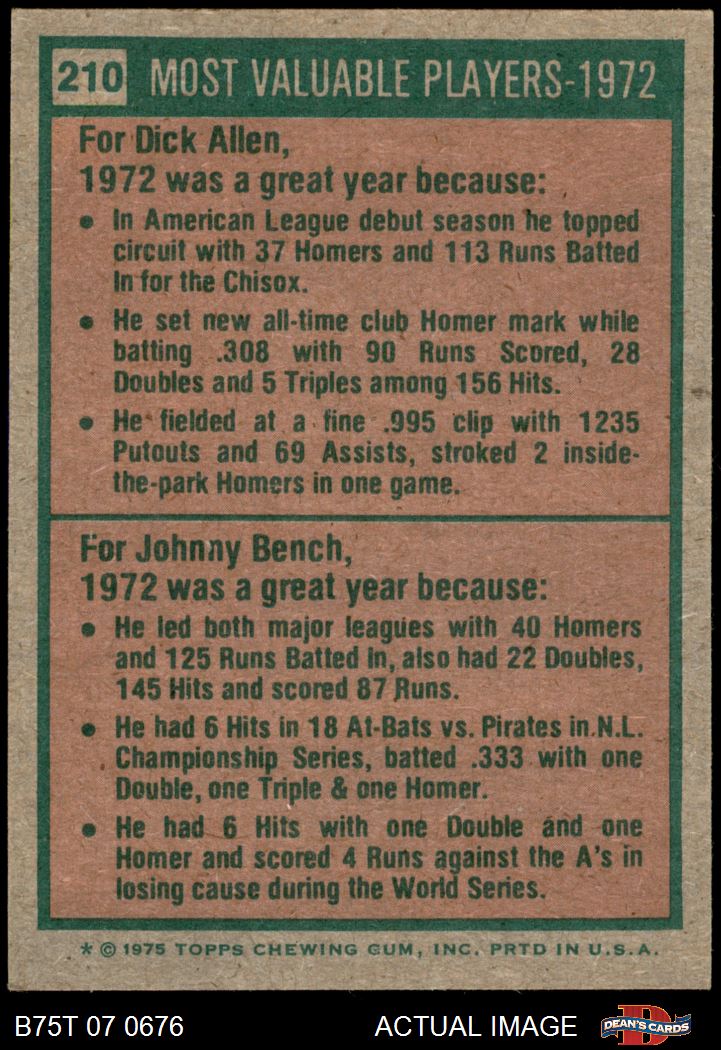 210 MOST VALUABLE PLAYERS-1972
For Dick Allen,
1972 was a great year because:
• In American League debut season he topped
circuit with 37 Homers and 113 Runs Batted
In for the Chisox.
• He set new all-time club Homer mark while
batting .308 with 90 Runs Scored, 28
Doubles and 5 Triples among 156 Hits.
• He fielded at a fine .995 clip with 1235
Putouts and 69 Assists, stroked 2 inside-
the-park Homers in one game.
For Johnny Bench,
1972 was a great year because:
• He led both major leagues with 40 Homers
and 125 Runs Batted In, also had 22 Doubles,
145 Hits and scored 87 Runs.
• He had 6 Hits in 18 At-Bats vs. Pirates in N.L.
Championship Series, batted .333 with one
Double, one Triple & one Homer.
• He had 6 Hits with one Double and one
Homer and scored 4 Runs against the A's in
losing cause during the World Series.
* © 1975 TOPPS CHEWING GUM, INC. PRTD IN U.S.A.
B75T 07 0676 ACTUAL IMAGE DEAN'S CARDS